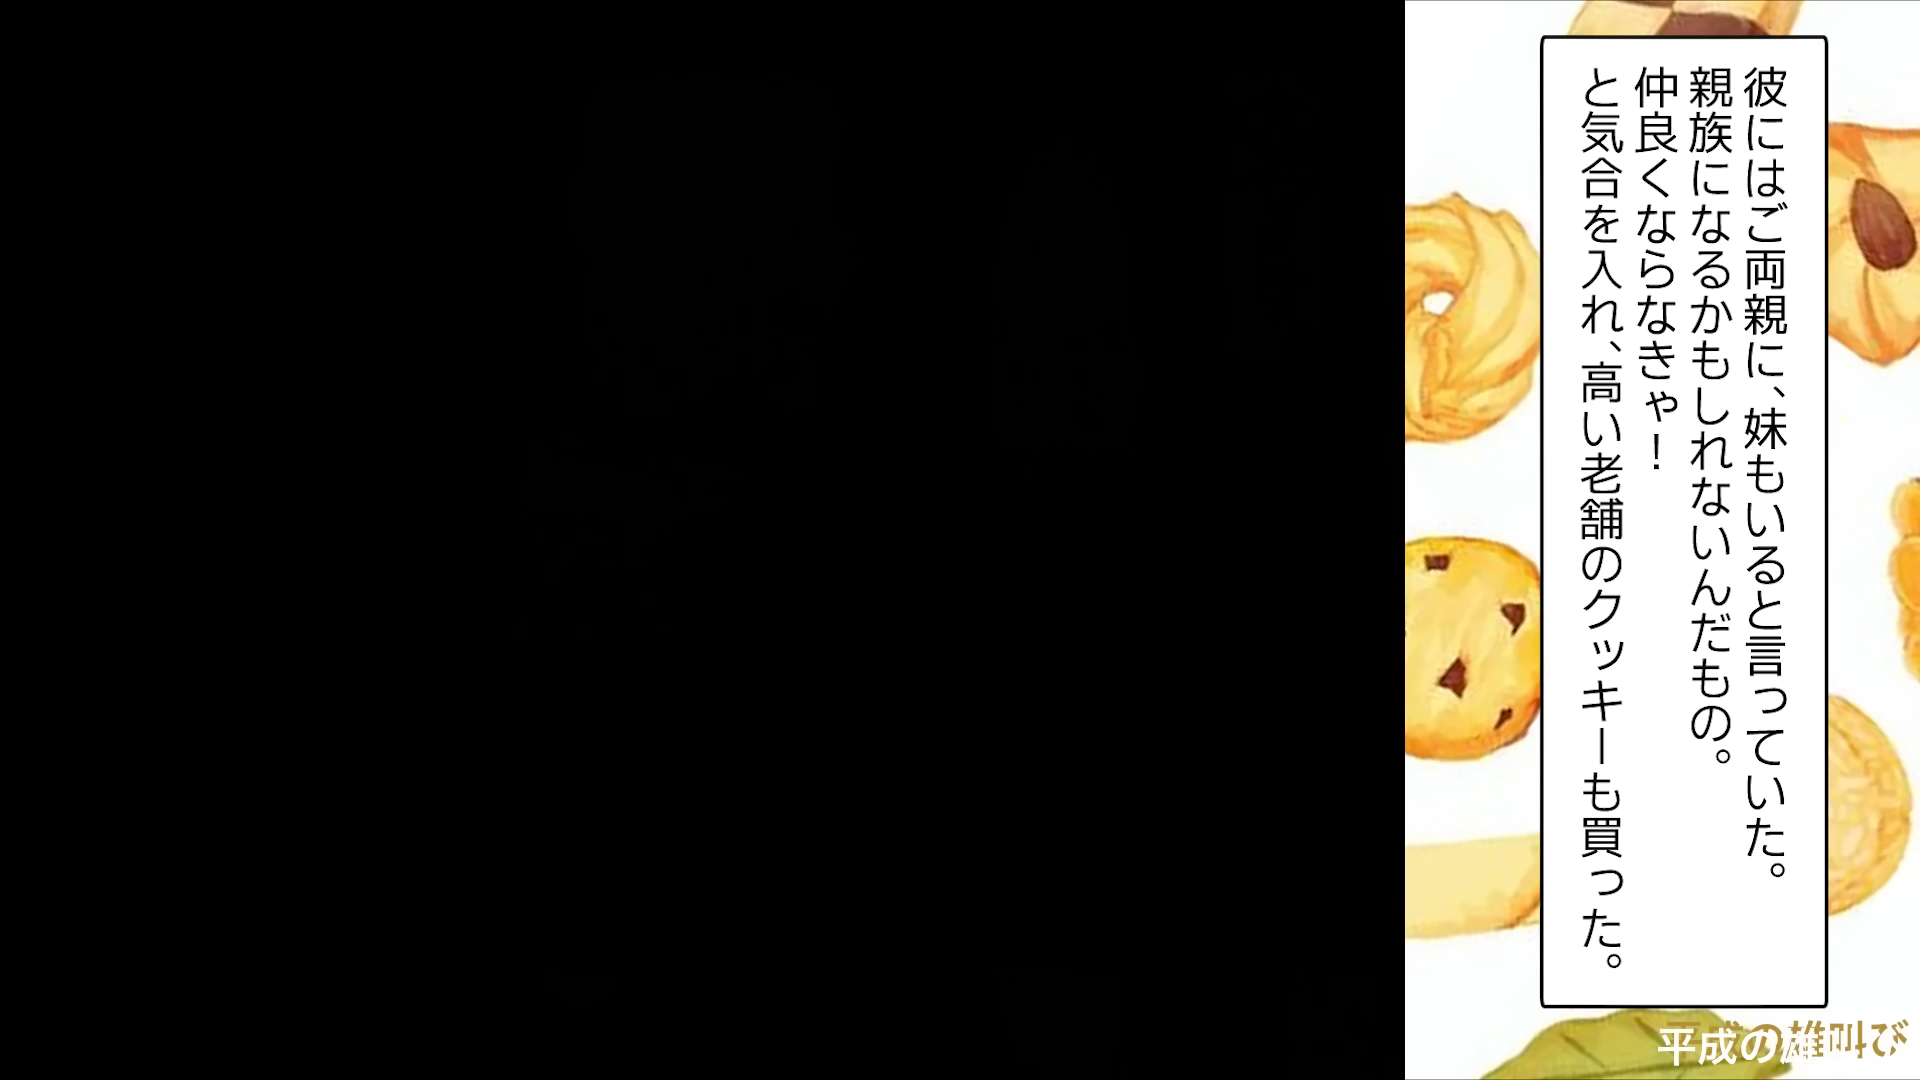 彼にはご両親に、妹もいると言っていた。
親族になるかもしれないんだもの。
仲良くならなきゃ！
と気合を入れ、高い老舗のクッキーも買った。
平成の雄叫び